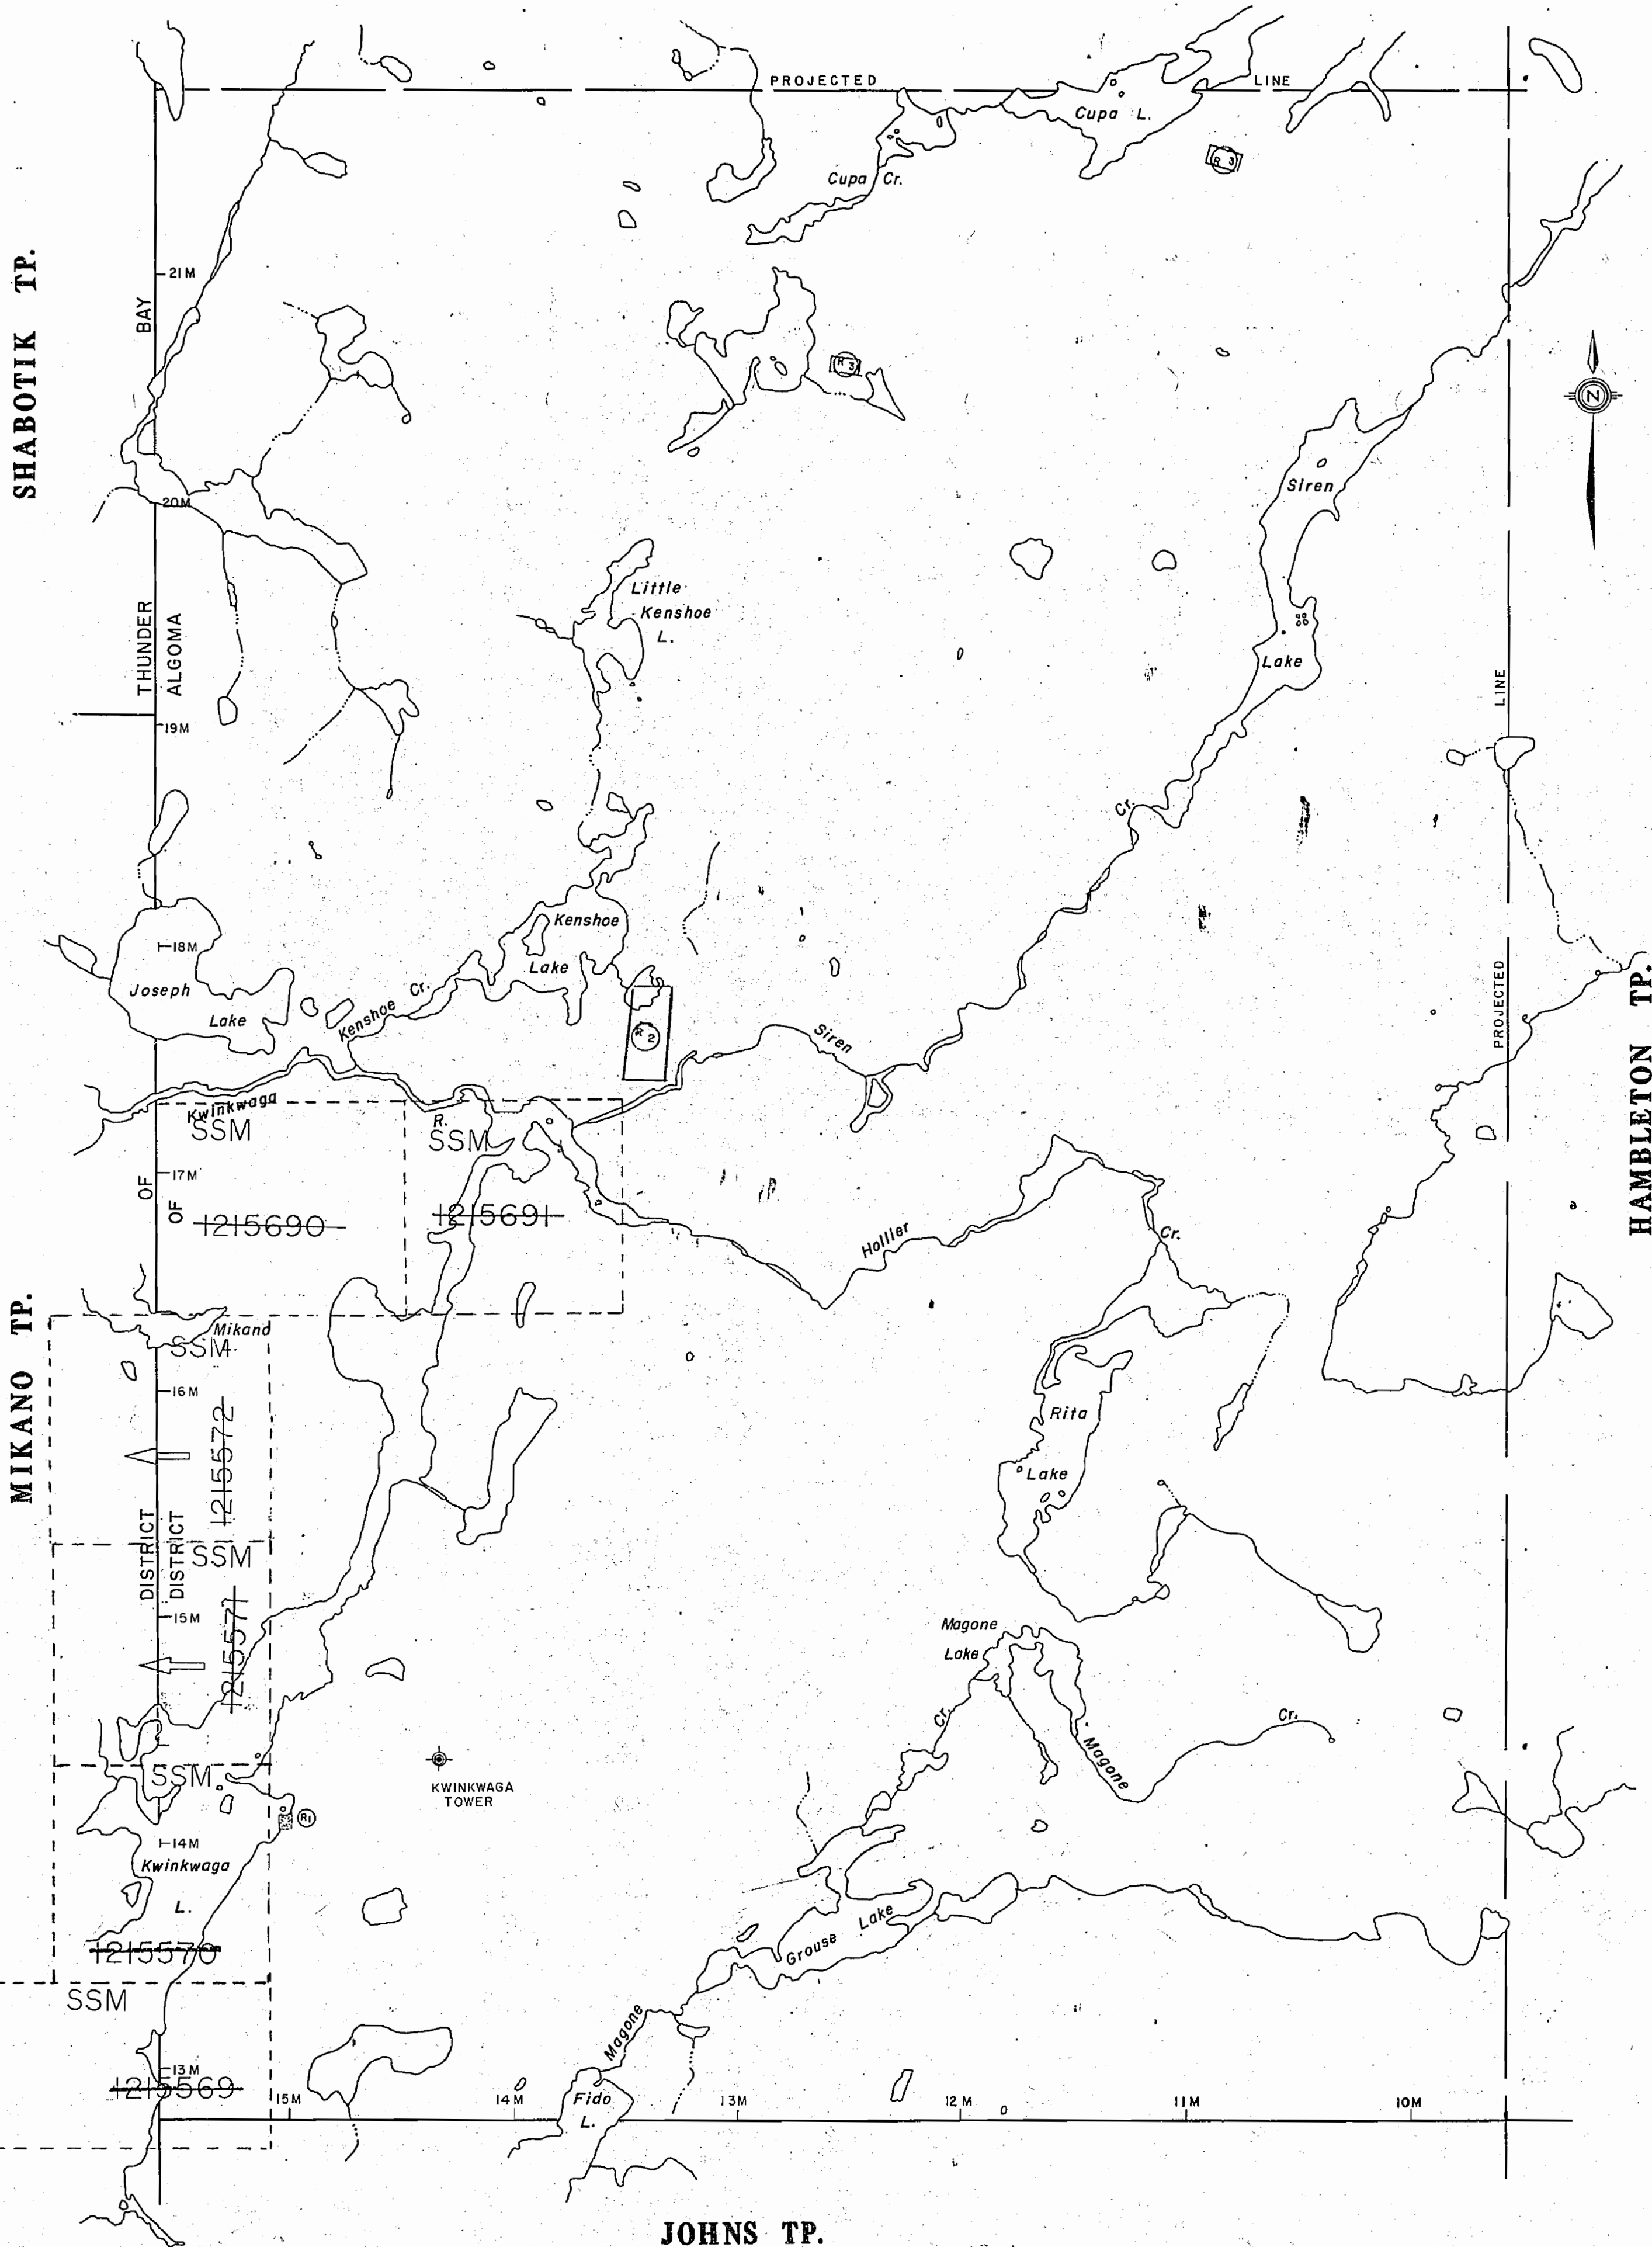 PROJECTED
LINE
Cupa L.
R 3
Cupa Cr.
SHABOTIK TP.
21M
BAY
R 3
N
Siren
20M
Little
Kenshoe
L.
THUNDER
ALGOMA
Lake
LINE
19M
Cr.
Kenshoe
18M
Lake
Joseph
Cr.
Lake
Kenshoe
R 2
Siren
PROJECTED
HAMBLETON TP.
Kwinkwaga
R.
SSM
SSM
17M
OF
OF
1215690
1215691
Hollier
Cr.
MIKANO TP.
Mikano
SSM
16M
1215572
Rita
Lake
DISTRICT
DISTRICT
SSM
15M
1215571
Magone
Lake
Cr.
Cr.
Magone
L
SSM
KWINKWAGA
TOWER
R1
14M
Kwinkwaga
L.
Lake
Grouse
1215570
SSM
Magone
13M
1215569
15M
14M
Fido
L.
13M
12M
11M
10M
JOHNS TP.